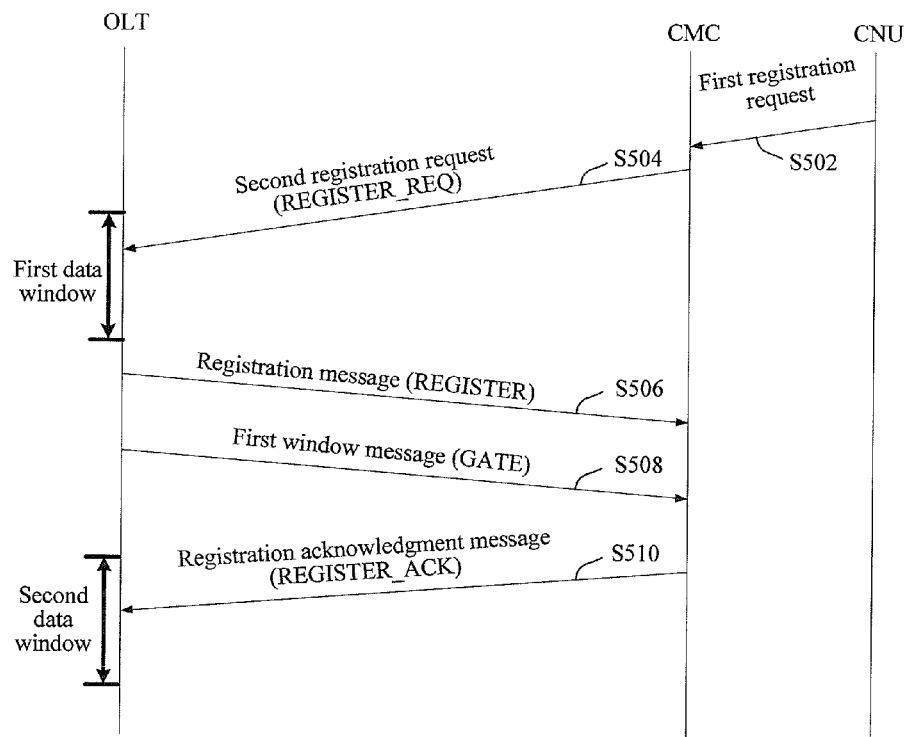 OLT
CMC
CNU
First registration
request
S502
S504
Second registration request
(REGISTER_REQ)
First data
window
Registration message (REGISTER)
S506
First window message (GATE)
S508
Registration acknowledgment message
(REGISTER_ACK)
S510
Second
data
window